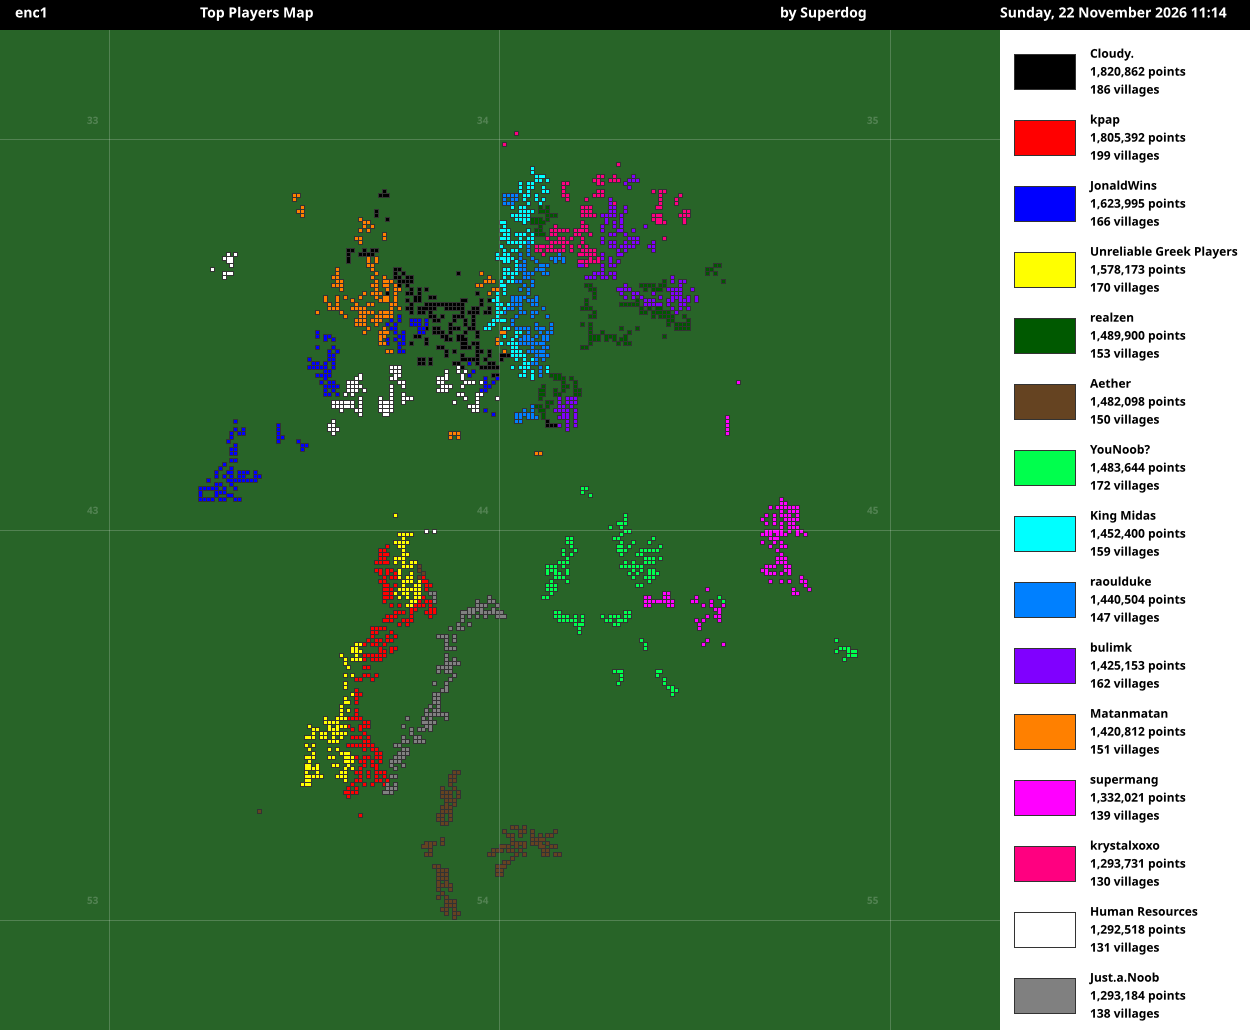 enc1 Top Players Map by Superdog Sunday, 22 November 2026 11:14
33 34 35
43 44 45
53 54 55
Cloudy.
1,820,862 points
186 villages
kpap
1,805,392 points
199 villages
JonaldWins
1,623,995 points
166 villages
Unreliable Greek Players
1,578,173 points
170 villages
realzen
1,489,900 points
153 villages
Aether
1,482,098 points
150 villages
YouNoob?
1,483,644 points
172 villages
King Midas
1,452,400 points
159 villages
raoulduke
1,440,504 points
147 villages
bulimk
1,425,153 points
162 villages
Matanmatan
1,420,812 points
151 villages
supermang
1,332,021 points
139 villages
krystalxoxo
1,293,731 points
130 villages
Human Resources
1,292,518 points
131 villages
Just.a.Noob
1,293,184 points
138 villages